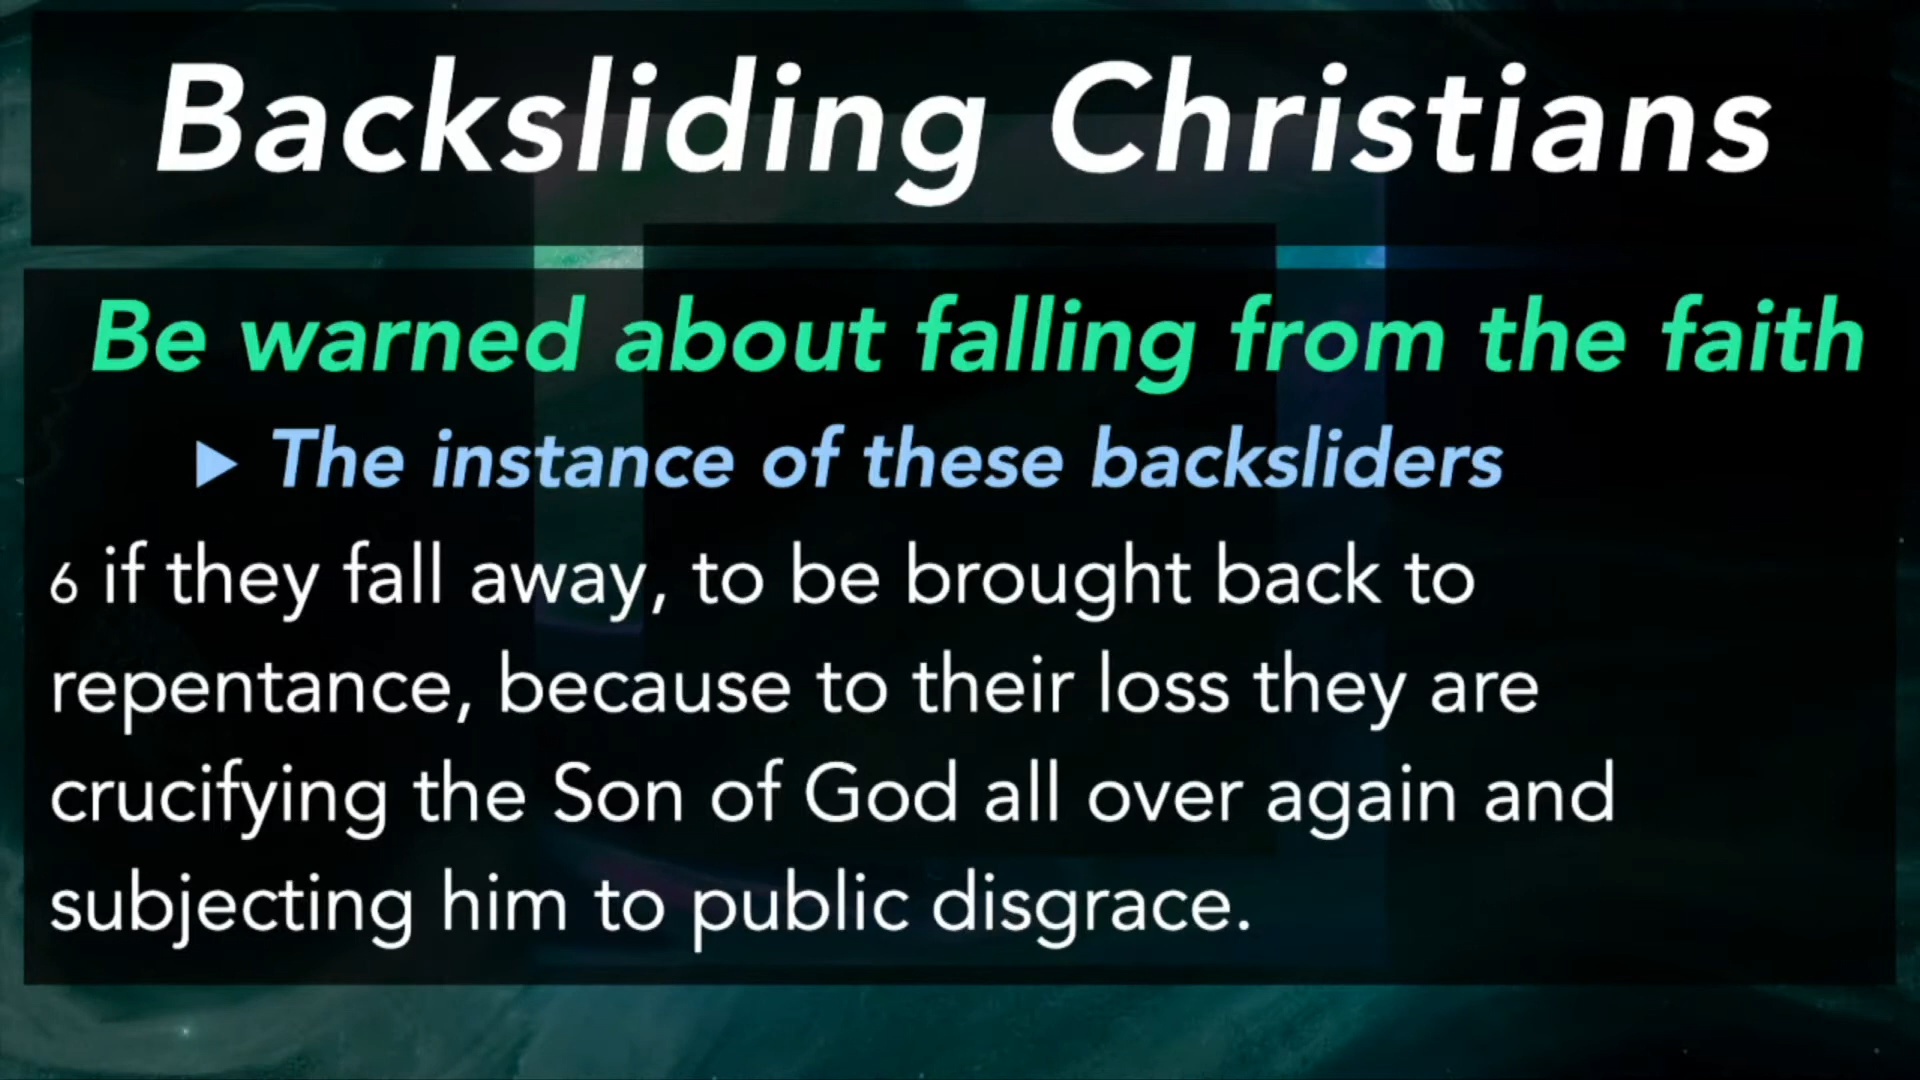 Backsliding Christians
Be warned about falling from the faith
▶ The instance of these backsliders
6 if they fall away, to be brought back to
repentance, because to their loss they are
crucifying the Son of God all over again and
subjecting him to public disgrace.